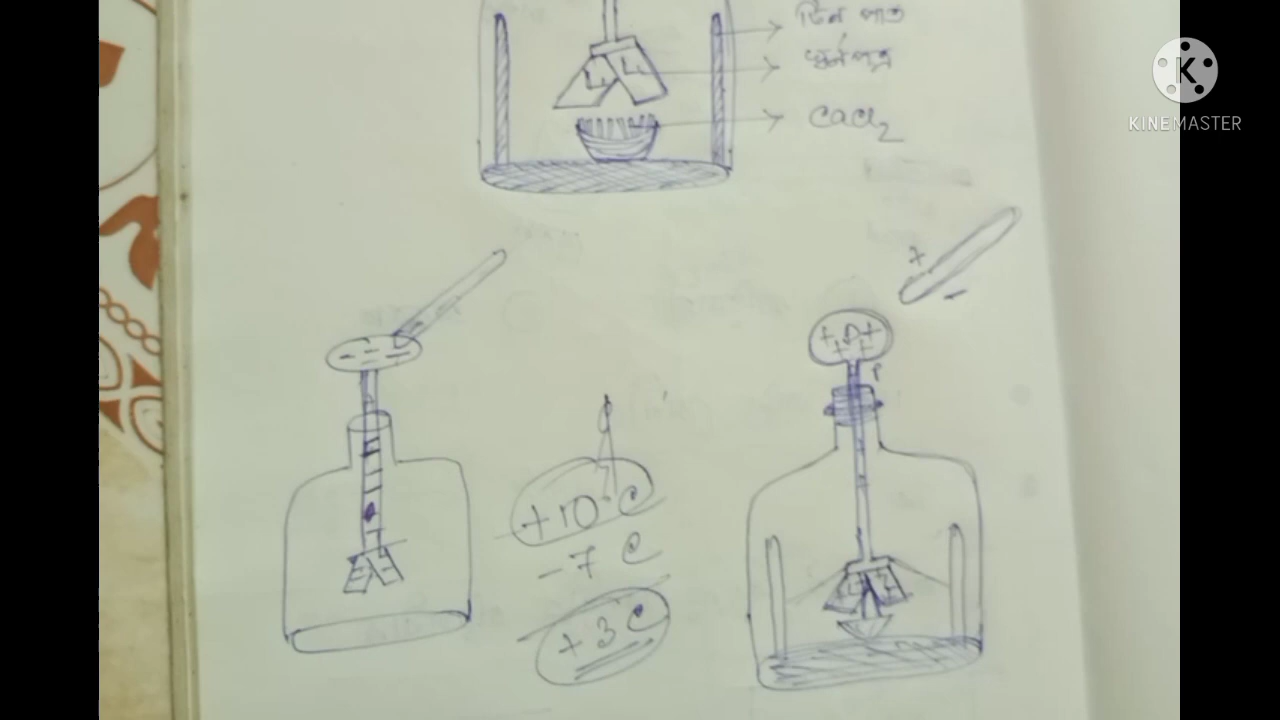 টিন পাত
স্বর্ণপত্র
CaCl2
KINEMASTER
+ -
- - -
+ D + + +
P
+10 C
-7 C
+3 C